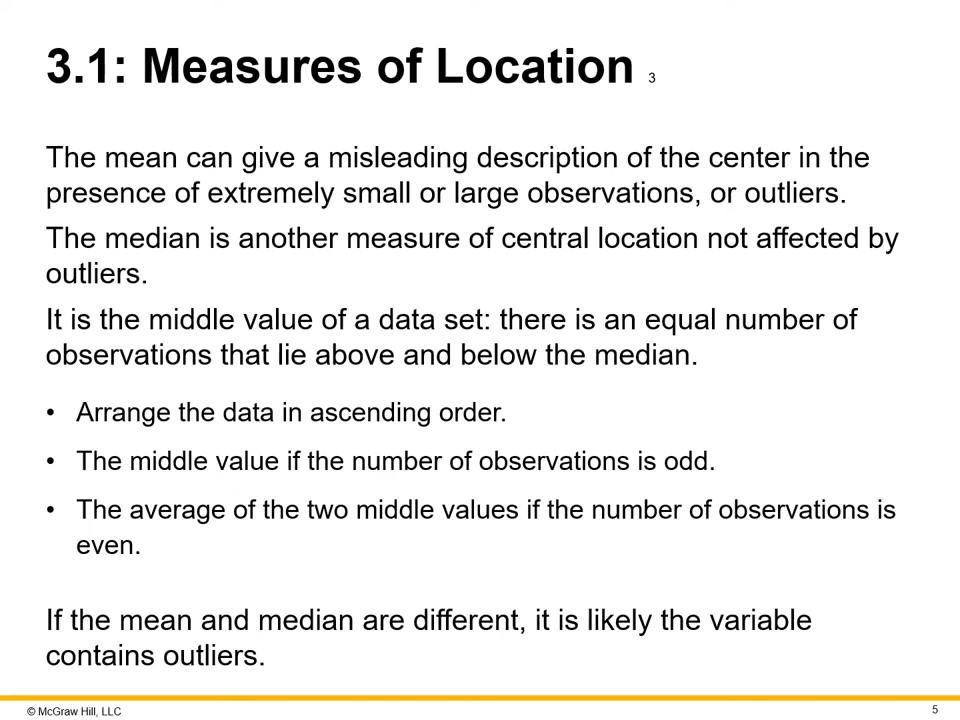 3.1: Measures of Location 3
The mean can give a misleading description of the center in the
presence of extremely small or large observations, or outliers.
The median is another measure of central location not affected by
outliers.
It is the middle value of a data set: there is an equal number of
observations that lie above and below the median.
• Arrange the data in ascending order.
• The middle value if the number of observations is odd.
• The average of the two middle values if the number of observations is
even.
If the mean and median are different, it is likely the variable
contains outliers.
© McGraw Hill, LLC
5